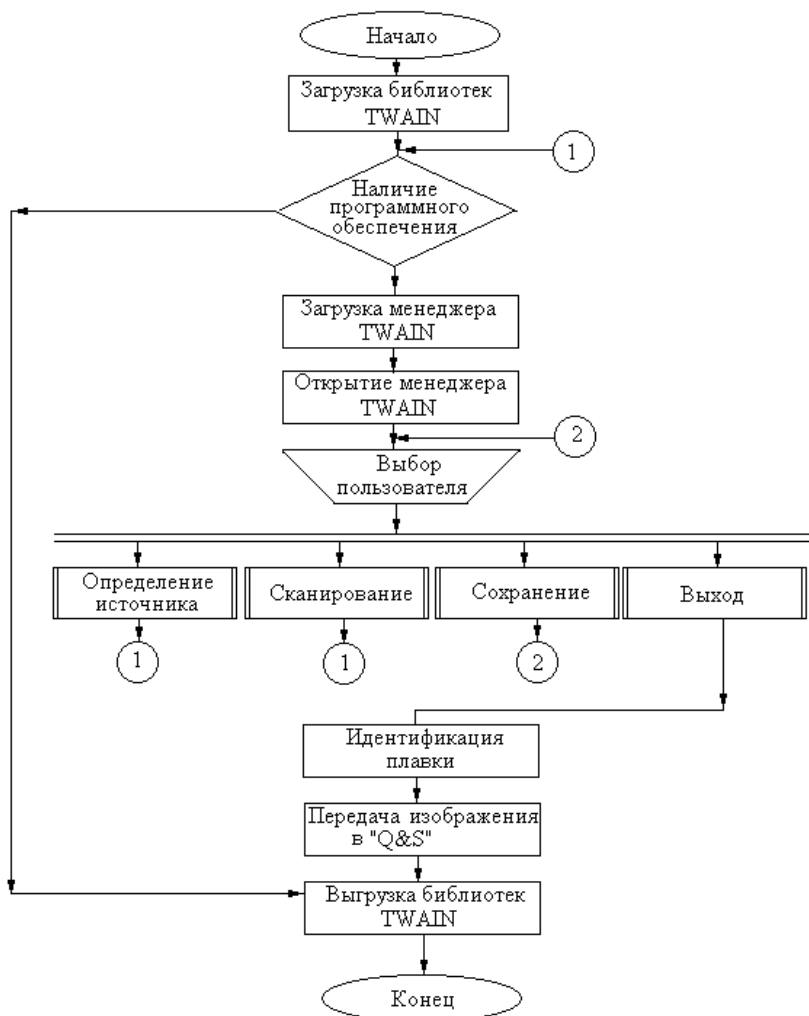 Начало
Загрузка библиотек
TWAIN
1
Наличие
программного
обеспечения
Загрузка менеджера
TWAIN
Открытие менеджера
TWAIN
2
Выбор
пользователя
Определение
источника
Сканирование
Сохранение
Выход
1
1
2
Идентификация
плавки
Передача изображения
в "Q&S"
Выгрузка библиотек
TWAIN
Конец